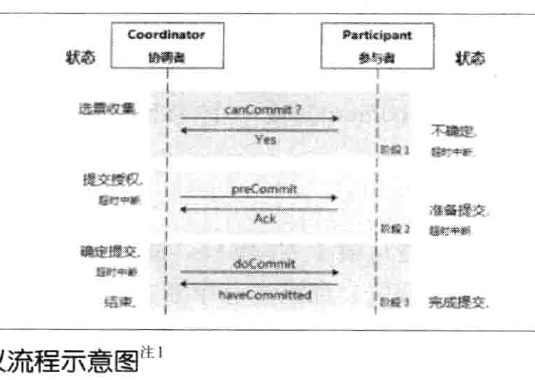 Coordinator
协调者
Participant
参与者
状态
状态
选票收集.
canCommit ?
Yes
不确定.
阶段 1
超时中断.
提交授权.
超时中断.
preCommit
Ack
准备提交.
阶段 2
超时中断.
确定提交.
超时中断.
doCommit
haveCommitted
结束.
阶段 3
完成提交.
议流程示意图注1